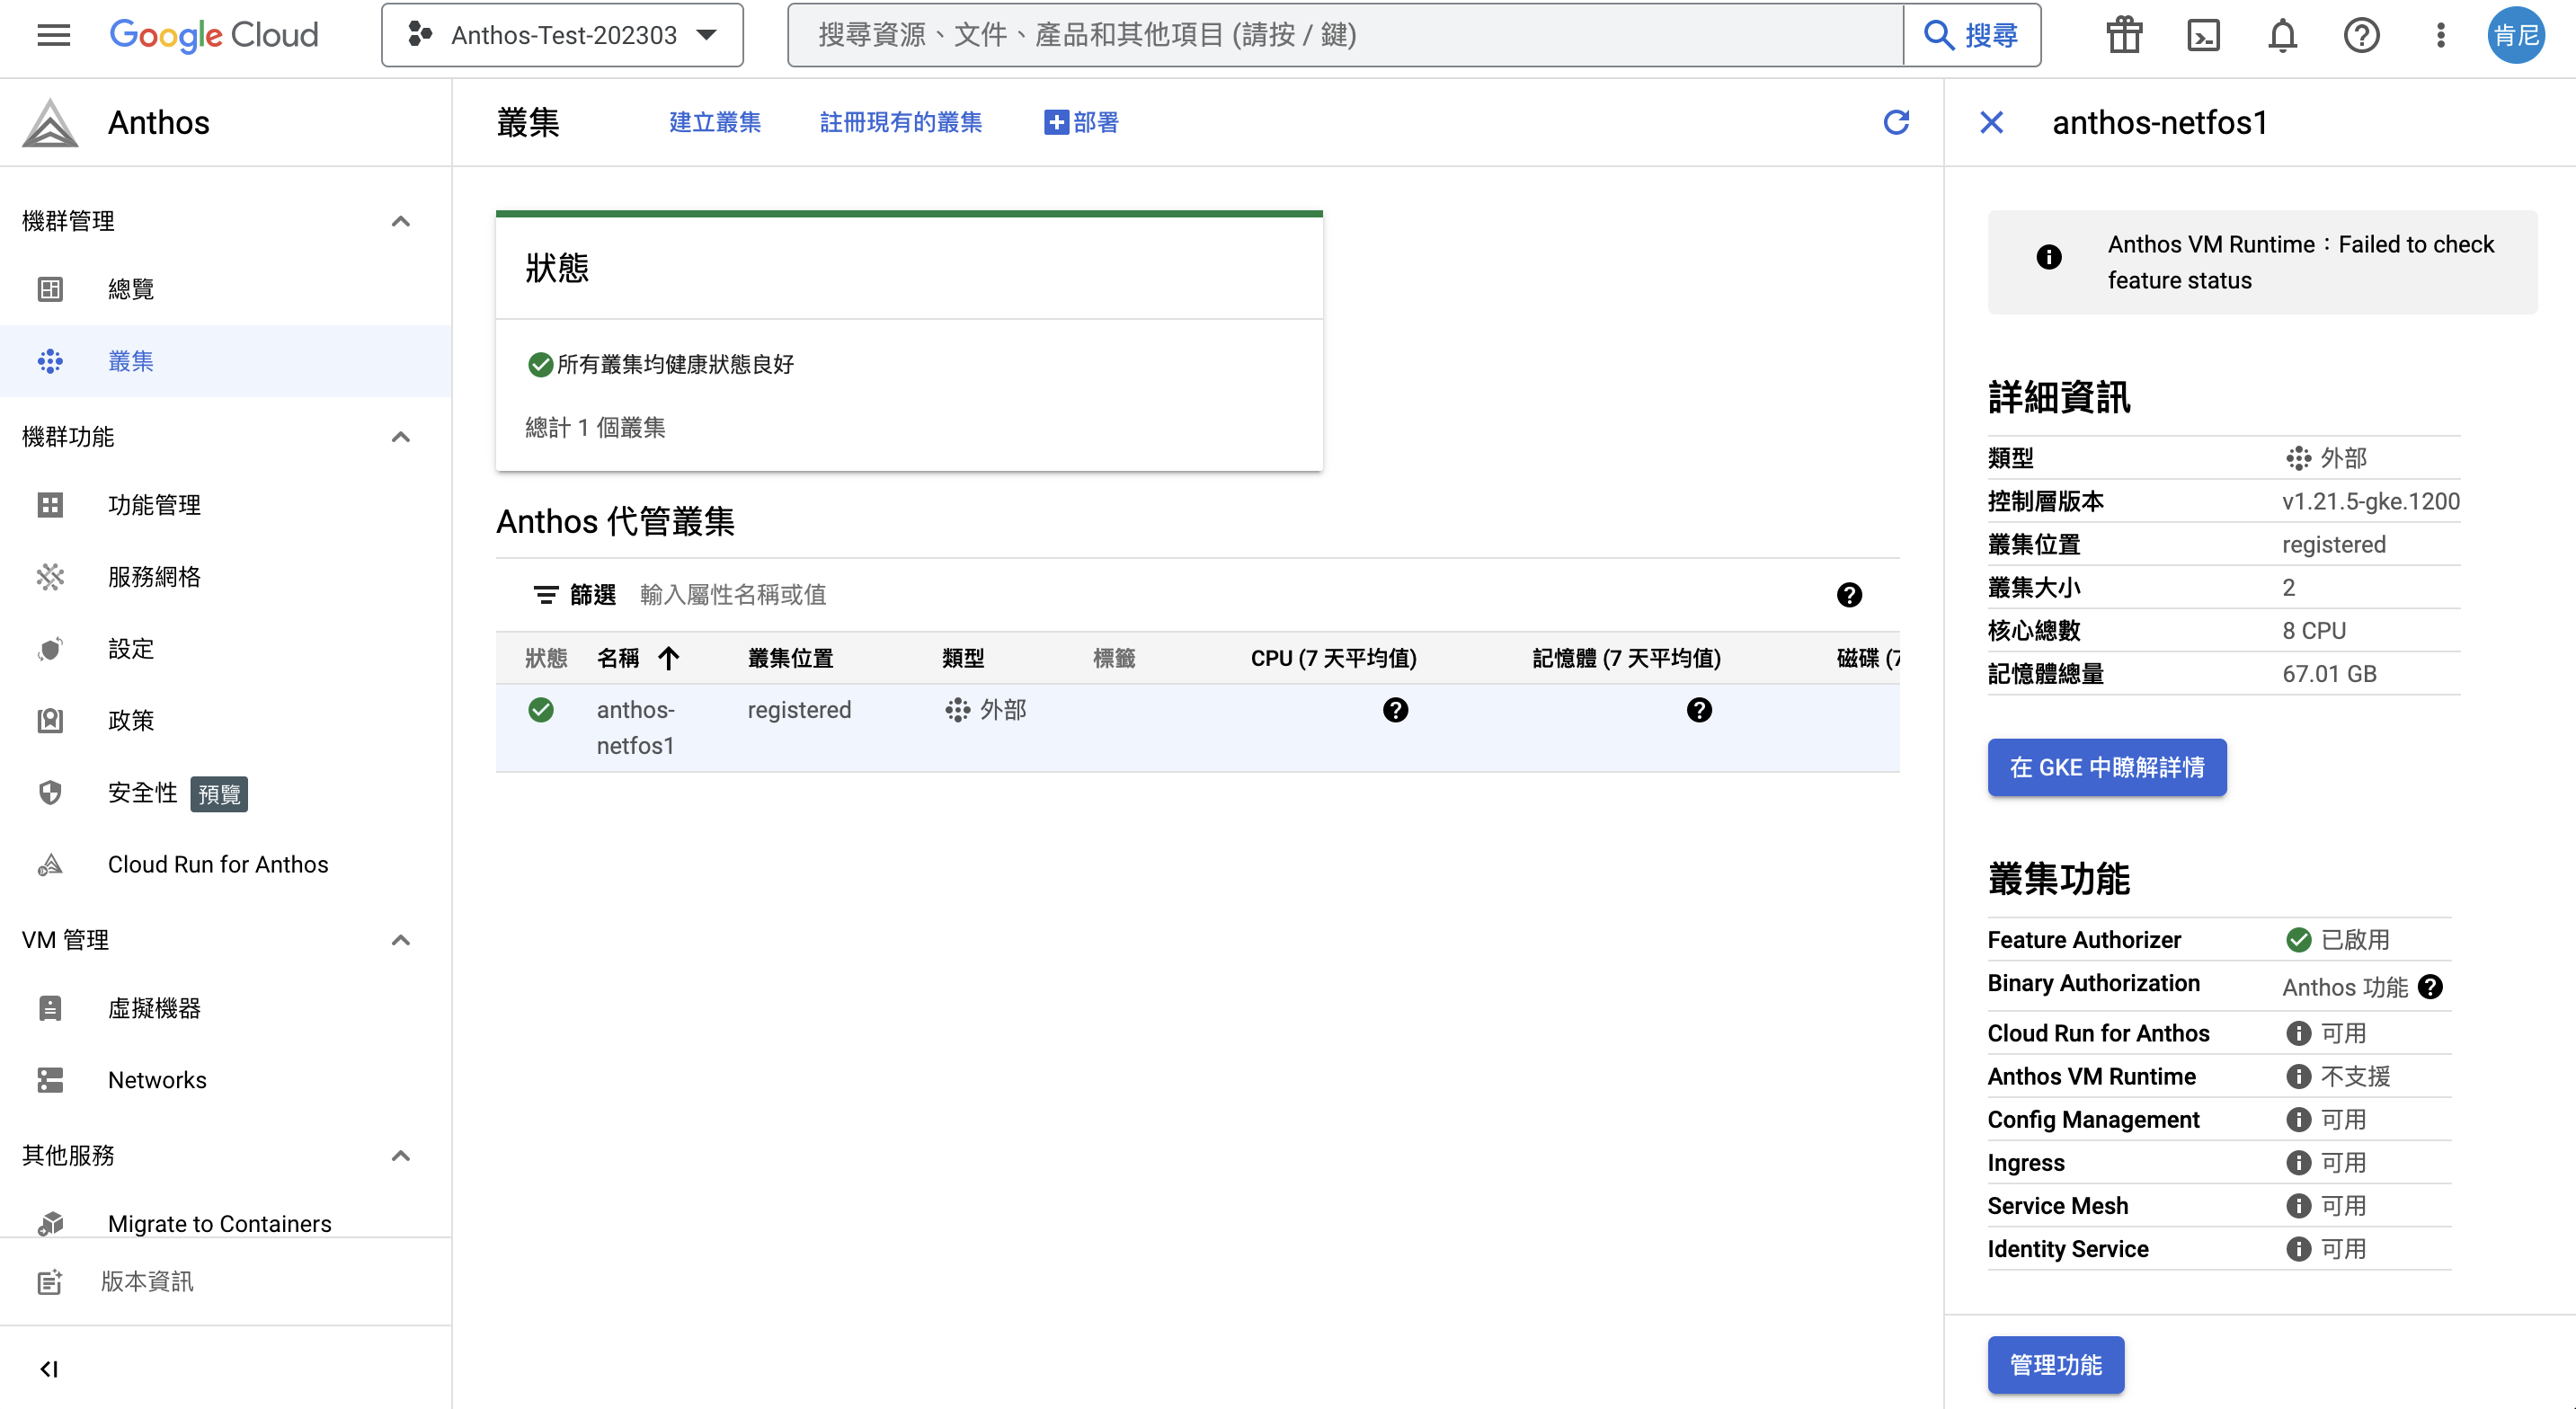 Google Cloud
Anthos-Test-202303
搜尋資源、文件、產品和其他項目 (請按 / 鍵)
搜尋
肯尼
Anthos
機群管理
總覽
叢集
機群功能
功能管理
服務網格
設定
政策
安全性 預覽
Cloud Run for Anthos
VM 管理
虛擬機器
Networks
其他服務
Migrate to Containers
版本資訊
叢集 建立叢集 註冊現有的叢集 部署
狀態
所有叢集均健康狀態良好
總計 1 個叢集
Anthos 代管叢集
篩選 輸入屬性名稱或值
狀態 名稱 叢集位置 類型 標籤 CPU (7 天平均值) 記憶體 (7 天平均值) 磁碟 (7
anthos- registered 外部
netfos1
anthos-netfos1
Anthos VM Runtime：Failed to check
feature status
詳細資訊
類型 外部
控制層版本 v1.21.5-gke.1200
叢集位置 registered
叢集大小 2
核心總數 8 CPU
記憶體總量 67.01 GB
在 GKE 中瞭解詳情
叢集功能
Feature Authorizer 已啟用
Binary Authorization Anthos 功能
Cloud Run for Anthos 可用
Anthos VM Runtime 不支援
Config Management 可用
Ingress 可用
Service Mesh 可用
Identity Service 可用
管理功能